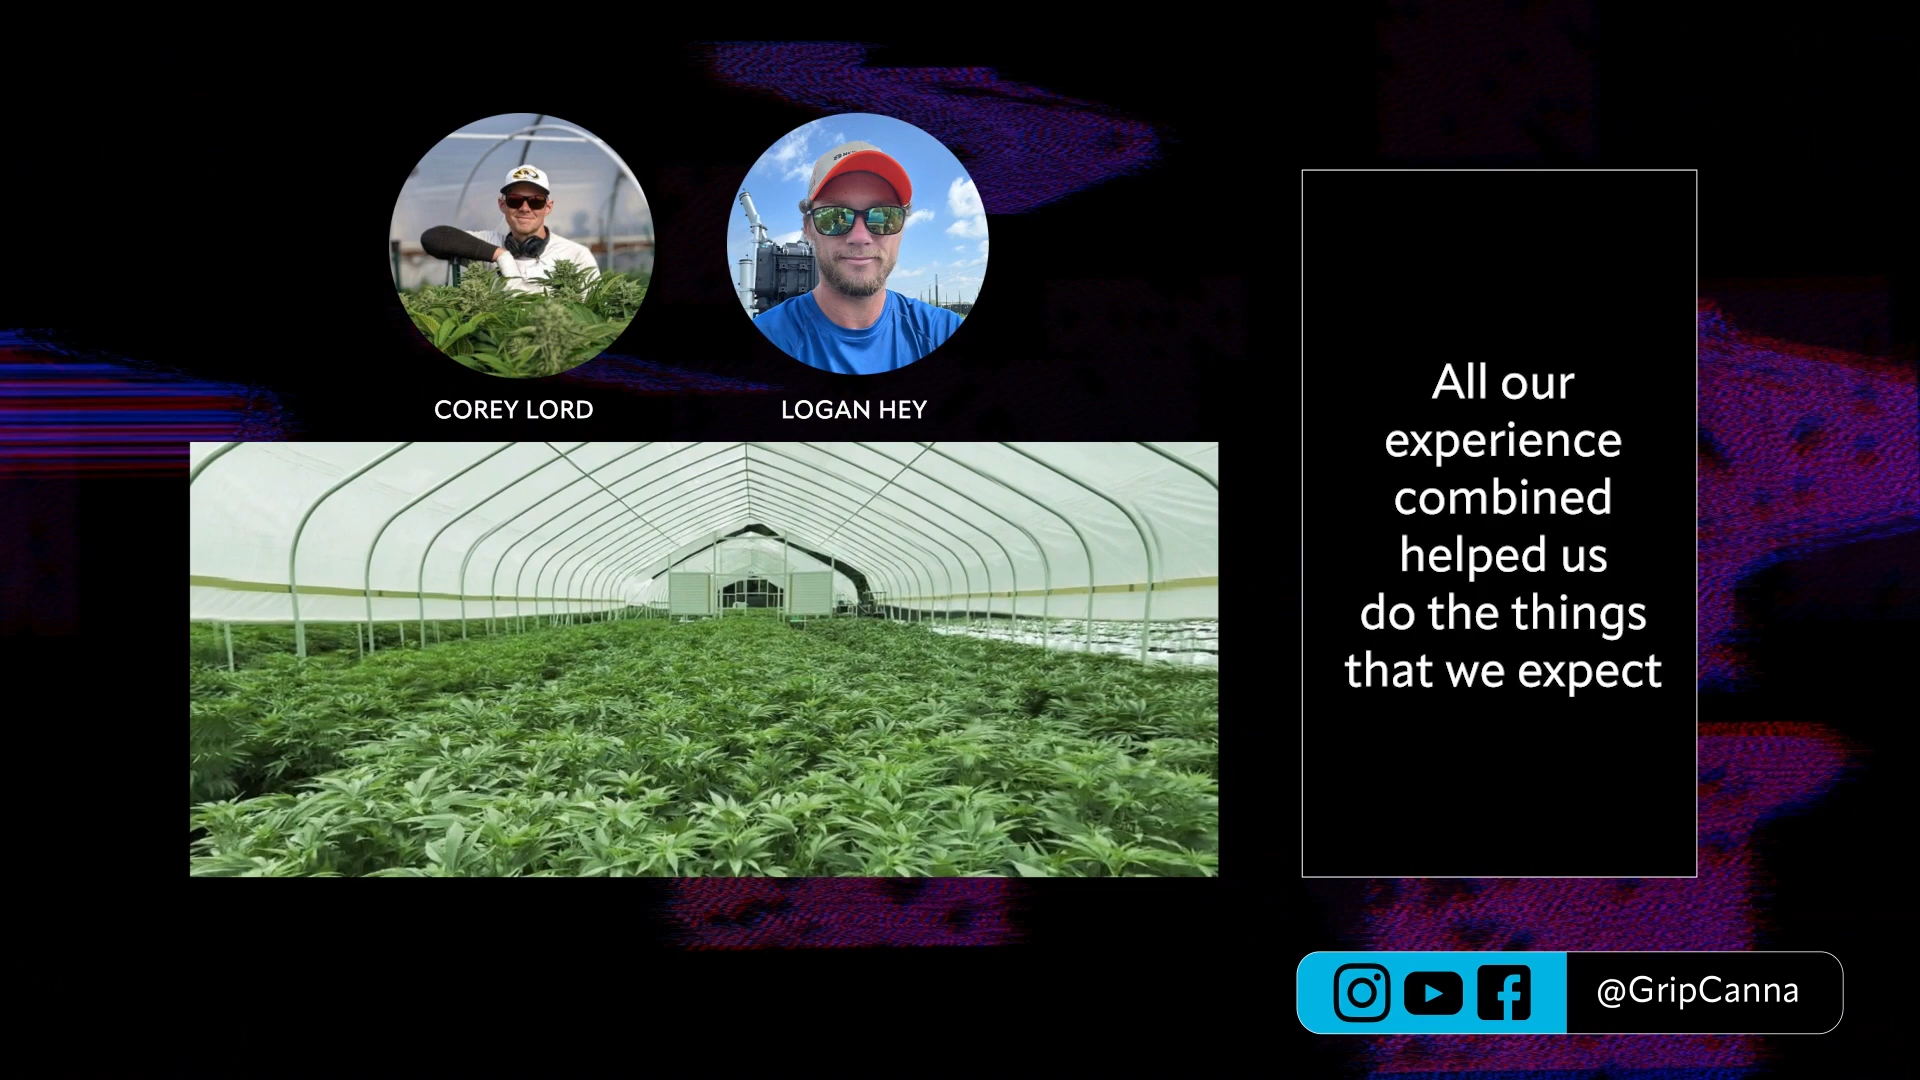 COREY LORD
LOGAN HEY
All our
experience
combined
helped us
do the things
that we expect
@GripCanna